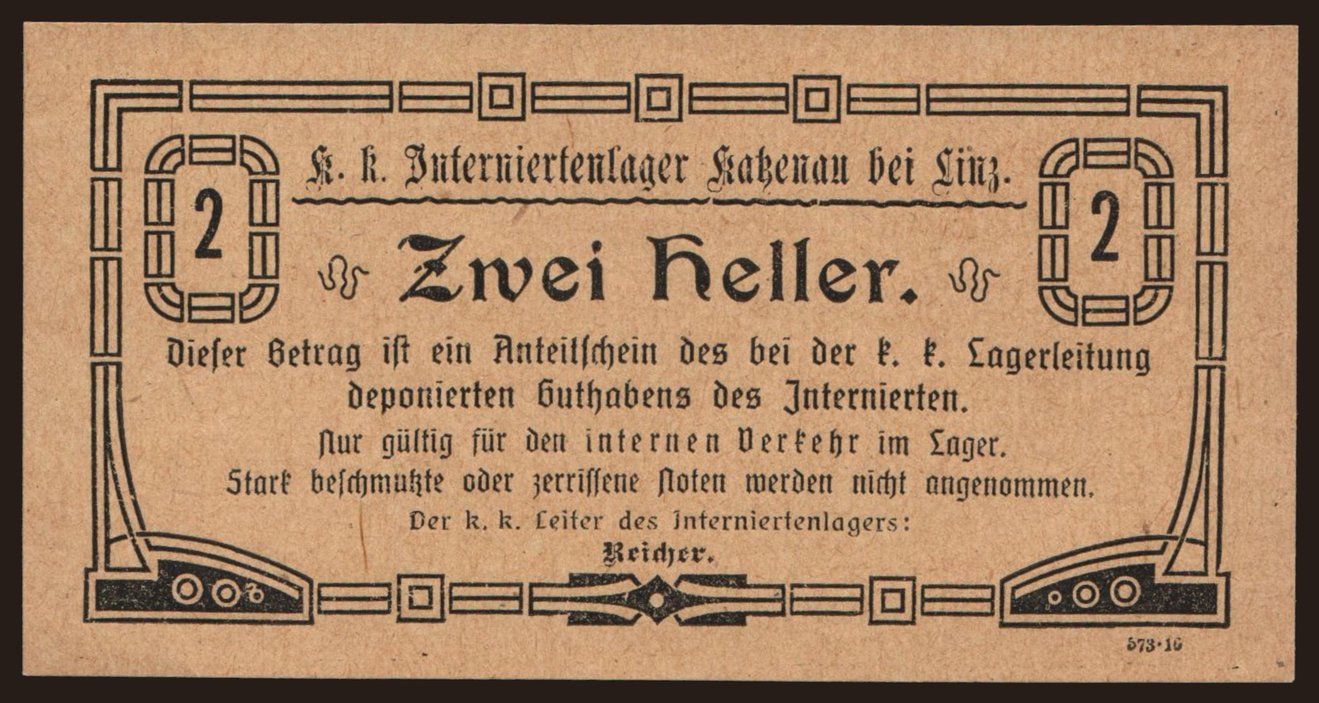 K. k. Interniertenlager Katzenau bei Linz.
2
2
Zwei Heller.
Dieser Betrag ist ein Anteilschein des bei der k. k. Lagerleitung
deponierten Guthabens des Internierten.
Nur gültig für den internen Verkehr im Lager.
Stark beschmutzte oder zerrissene Noten werden nicht angenommen.
Der k. k. Leiter des Interniertenlagers:
Reicher.
573·16